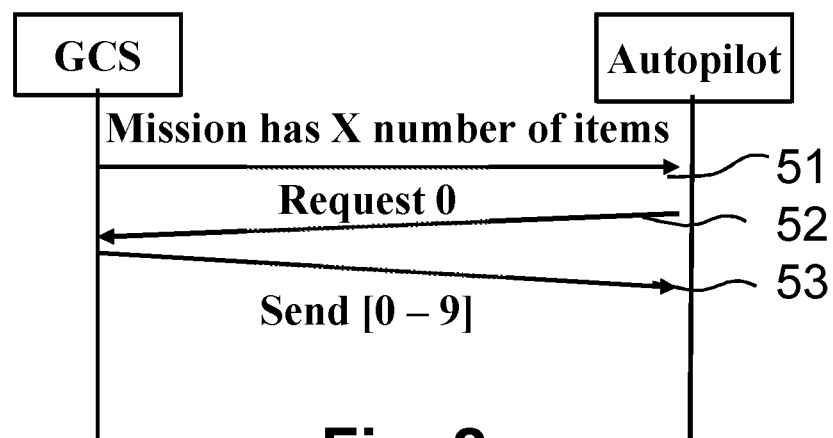 GCS
Autopilot
Mission has X number of items
51
Request 0
52
53
Send [0 – 9]